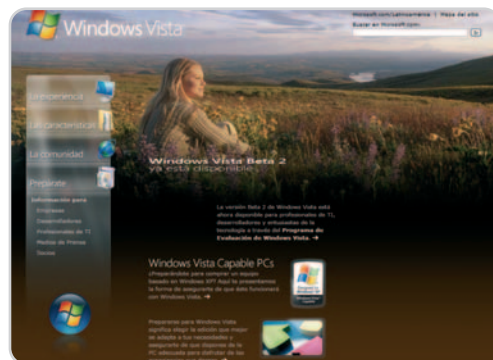 Windows Vista
Microsoft.com/Latinoamérica | Mapa del sitio
Buscar en Microsoft.com:
La experiencia
Las características
La comunidad
Prepárate
Información para
Empresas
Desarrolladores
Profesionales de TI
Medios de Prensa
Socios
Windows Vista Beta 2
ya está disponible
La versión Beta 2 de Windows Vista está
ahora disponible para profesionales de TI,
desarrolladores y entusiastas de la
tecnología a través del Programa de
Evaluación de Windows Vista. →
Windows Vista Capable PCs
¿Preparándote para comprar un equipo
basado en Windows XP? Aquí te presentamos
la forma de asegurarte de que éste funcionará
con Windows Vista. →
Prepararse para Windows Vista
significa elegir la edición que mejor
se adapte a tus necesidades y
asegurarte de que dispones de la
PC adecuada para disfrutar de las